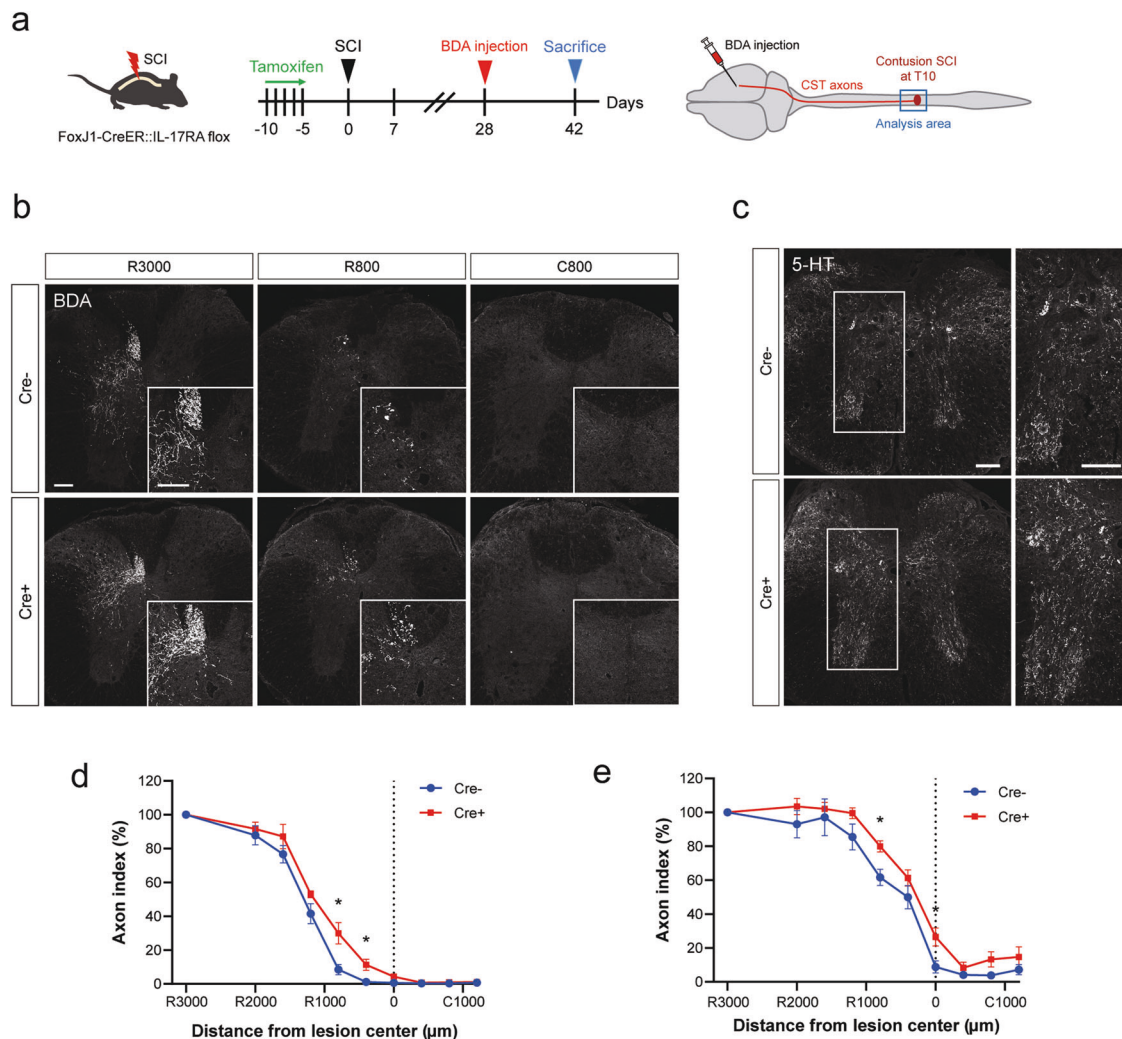 a
SCI
FoxJ1-CreER::IL-17RA flox
Tamoxifen
SCI
BDA injection
Sacrifice
Days
-10
-5
0
7
28
42
BDA injection
CST axons
Contusion SCI
at T10
Analysis area
b
R3000
R800
C800
Cre-
BDA
Cre+
c
5-HT
Cre-
Cre+
d
Axon index (%)
120
100
80
60
40
20
0
Cre-
Cre+
*
*
R3000
R2000
R1000
0
C1000
Distance from lesion center (µm)
e
Axon index (%)
120
100
80
60
40
20
0
Cre-
Cre+
*
*
R3000
R2000
R1000
0
C1000
Distance from lesion center (µm)